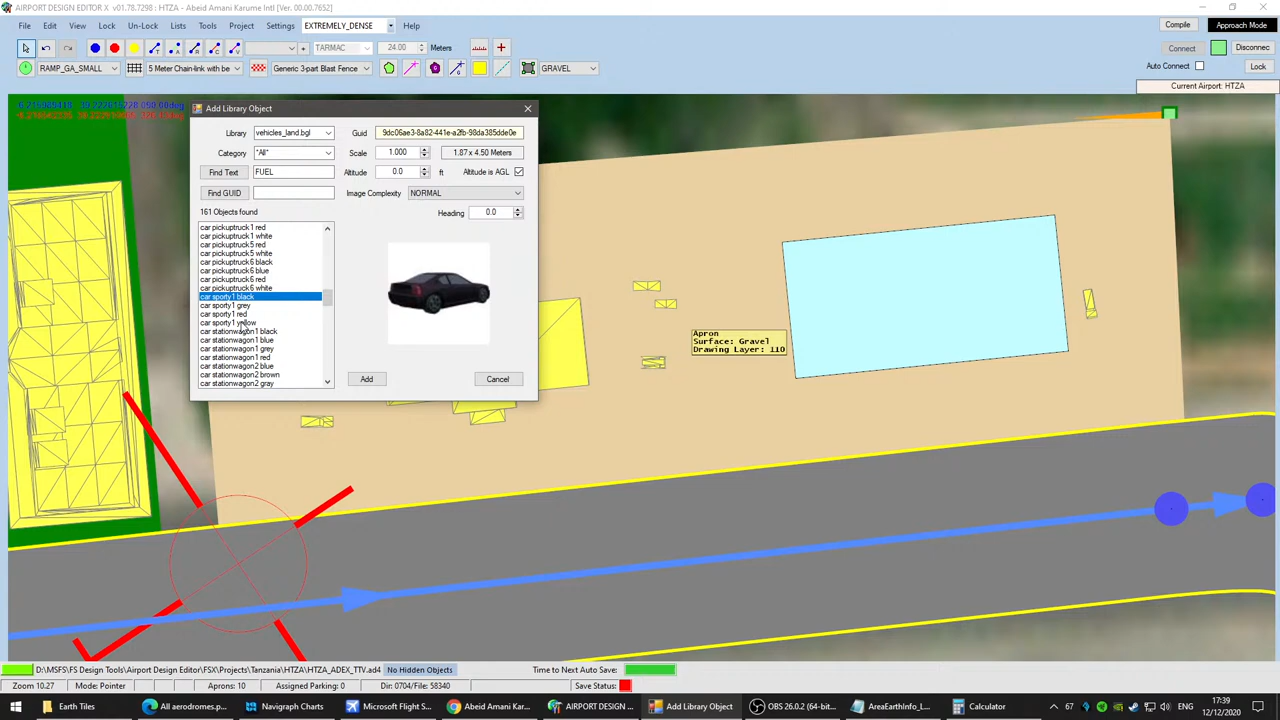 AIRPORT DESIGN EDITOR X v01.78.7298 : HTZA - Abeid Amani Karume Intl [Ver. 00.00.7652]
File Edit View Lock Un-Lock Lists Tools Project Settings EXTREMELY_DENSE Help
Compile Approach Mode
TARMAC 24.00 Meters
Connect Disconnec
RAMP_GA_SMALL 5 Meter Chain-link with be Generic 3-part Blast Fence GRAVEL
Auto Connect Lock
Current Airport: HTZA
Add Library Object
Library vehicles_land.bgl Guid 9dc06ae3-8a82-441e-a2fb-98da385dde0e
Category *All* Scale 1.000 1.87 x 4.50 Meters
Find Text FUEL Altitude 0.0 ft Altitude is AGL
Find GUID Image Complexity NORMAL
161 Objects found Heading 0.0
car pickuptruck1 red
car pickuptruck1 white
car pickuptruck5 red
car pickuptruck5 white
car pickuptruck6 black
car pickuptruck6 blue
car pickuptruck6 red
car pickuptruck6 white
car sporty1 black
car sporty1 grey
car sporty1 red
car sporty1 yellow
car stationwagon1 black
car stationwagon1 blue
car stationwagon1 grey
car stationwagon1 red
car stationwagon2 blue
car stationwagon2 brown
car stationwagon2 gray
Add Cancel
Apron
Surface: Gravel
Drawing Layer: 110
D:\MSFS\FS Design Tools\Airport Design Editor\FSX\Projects\Tanzania\HTZA\HTZA_ADEX_TTV.ad4 No Hidden Objects Time to Next Auto Save:
Zoom 10.27 Mode: Pointer Aprons: 10 Assigned Parking: 0 Dir: 0704/File: 58340 Save Status:
Earth Tiles All aerodromes.p... Navigraph Charts Microsoft Flight S... Abeid Amani Karu... AIRPORT DESIGN ... Add Library Object OBS 26.0.2 (64-bit... AreaEarthInfo_L... Calculator 67 ENG 17:39
12/12/2020